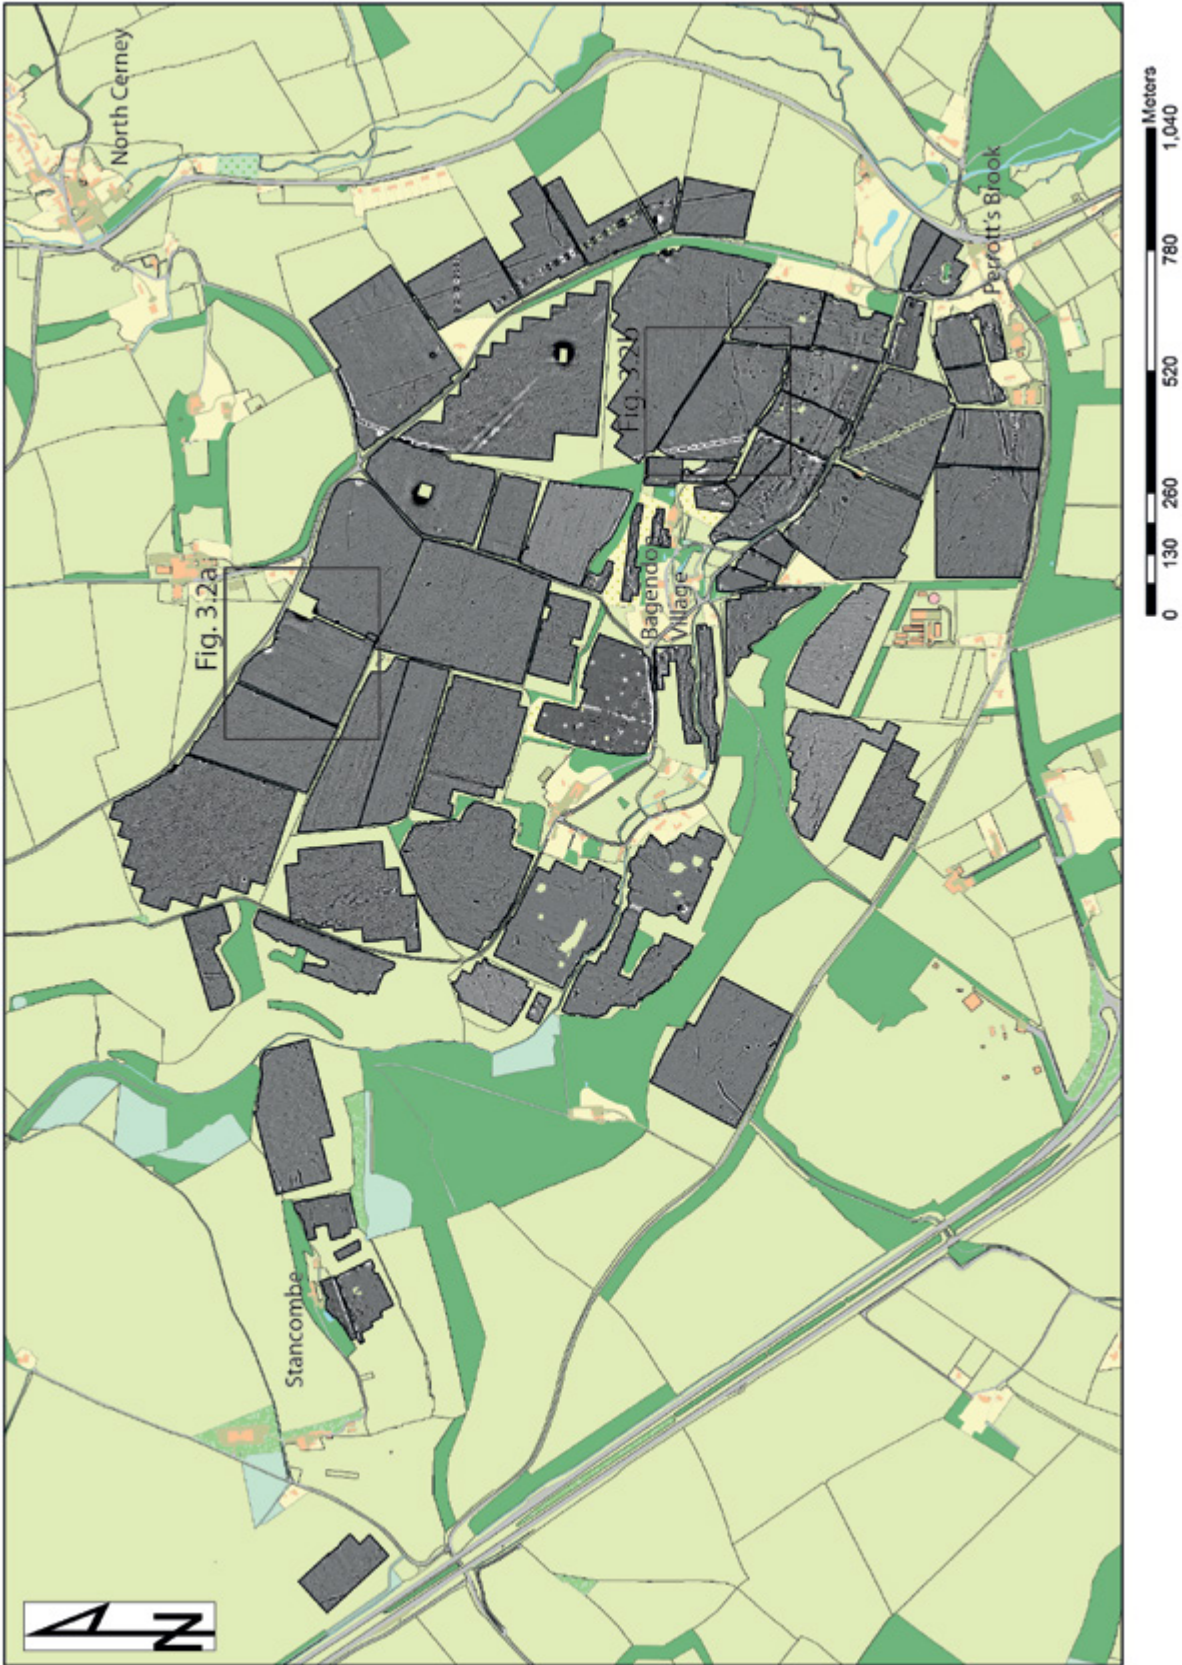 North Cerney
Fig. 3.2a
Fig. 3.2b
Bagendon
Village
Perrott's Brook
Stancombe
N
0 130 260 520 780 1,040
Meters